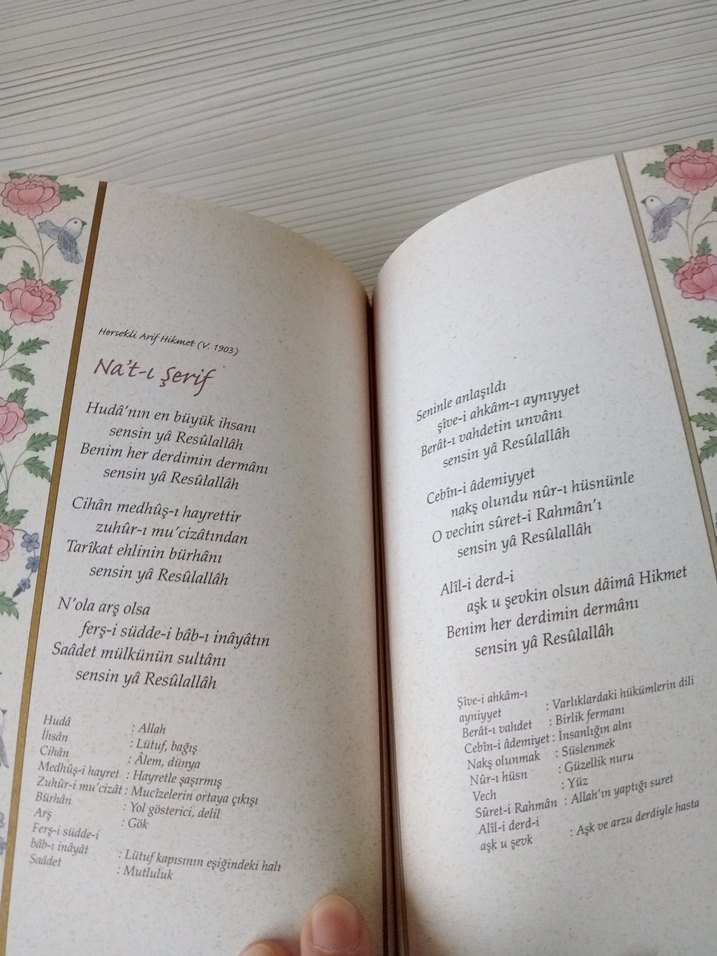 Hersekli Arif Hikmet (V. 1903)
Na't-ı Şerif
Hudâ'nın en büyük ihsanı
sensin yâ Resûlallâh
Benim her derdimin dermânı
sensin yâ Resûlallâh
Cihân medhûş-ı hayrettir
zuhûr-ı mu'cizâtından
Tarîkat ehlinin bürhânı
sensin yâ Resûlallâh
N'ola arş olsa
ferş-i südde-i bâb-ı inâyâtın
Saâdet mülkünün sultânı
sensin yâ Resûlallâh
Hudâ : Allah
İhsân : Lütuf, bağış
Cihân : Âlem, dünya
Medhûş-i hayret : Hayretle şaşırmış
Zuhûr-i mu'cizât : Mucizelerin ortaya çıkışı
Bürhân : Yol gösterici, delil
Arş : Gök
Ferş-i südde-i
bâb-ı inâyât : Lütuf kapısının eşiğindeki halı
Saâdet : Mutluluk
Seninle anlaşıldı
şîve-i ahkâm-ı ayniyyet
Berât-ı vahdetin unvânı
sensin yâ Resûlallâh
Cebîn-i âdemiyyet
nakş olundu nûr-ı hüsnünle
O vechin sûret-i Rahman'ı
sensin yâ Resûlallâh
Alîl-i derd-i
aşk u şevkin olsun dâimâ Hikmet
Benim her derdimin dermânı
sensin yâ Resûlallâh
Şîve-i ahkâm-ı
ayniyyet : Varlıklardaki hükümlerin dili
Berât-ı vahdet : Birlik fermanı
Cebîn-i âdemiyet : İnsanlığın alnı
Nakş olunmak : Süslenmek
Nûr-ı hüsn : Güzellik nuru
Vech : Yüz
Sûret-i Rahmân : Allah'ın yaptığı suret
Alîl-i derd-i
aşk u şevk : Aşk ve arzu derdiyle hasta